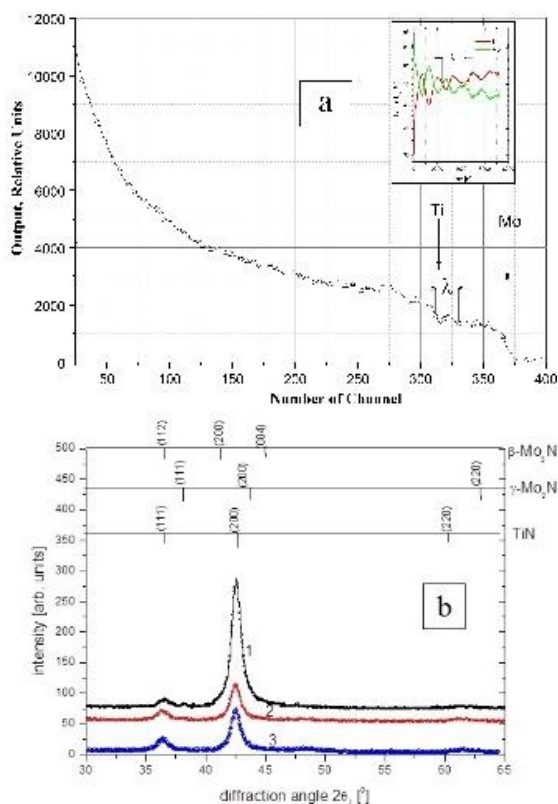 12000
10000
8000
6000
4000
2000
0
Output, Relative Units
a
Ti
Mo
λ
50 100 150 200 250 300 350 400
Number of Channel
(112) (200) (004) β-Mo₂N
(111) (200) (220) γ-Mo₂N
(111) (200) (220) TiN
500
450
400
350
300
250
200
150
100
50
0
intensity [arb. units]
b
1
2
3
30 35 40 45 50 55 60 65
diffraction angle 2θ, [°]